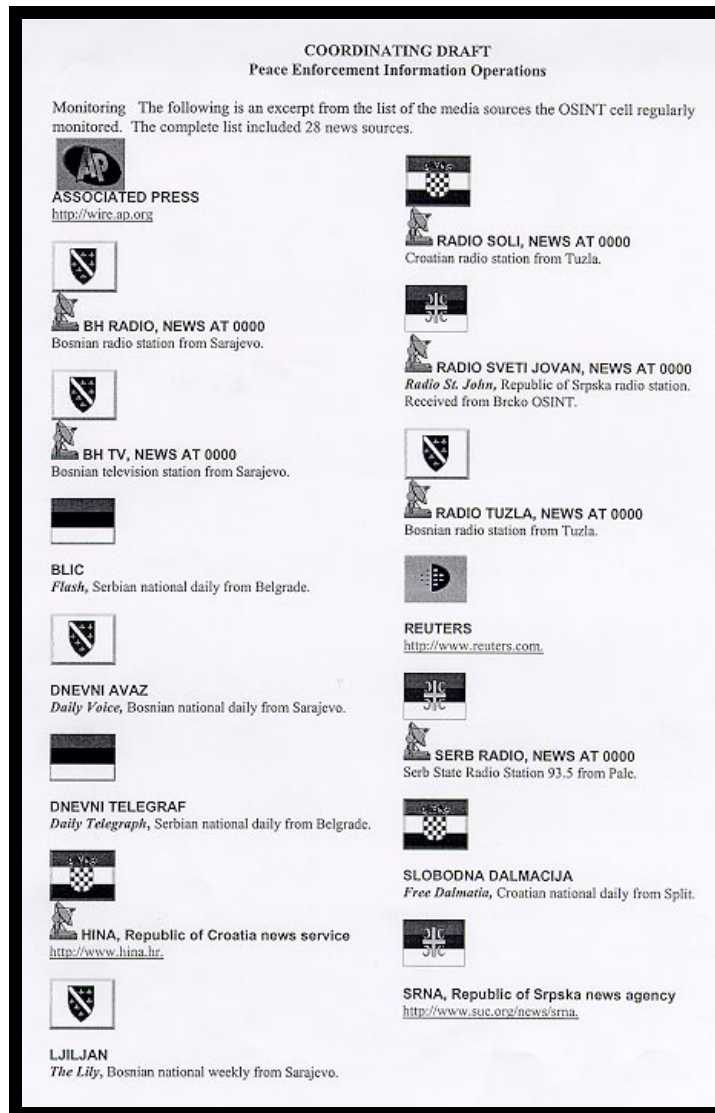 COORDINATING DRAFT
Peace Enforcement Information Operations
Monitoring The following is an excerpt from the list of the media sources the OSINT cell regularly
monitored. The complete list included 28 news sources.
AP
ASSOCIATED PRESS
http://wire.ap.org
BH RADIO, NEWS AT 0000
Bosnian radio station from Sarajevo.
BH TV, NEWS AT 0000
Bosnian television station from Sarajevo.
BLIC
Flash, Serbian national daily from Belgrade.
DNEVNI AVAZ
Daily Voice, Bosnian national daily from Sarajevo.
DNEVNI TELEGRAF
Daily Telegraph, Serbian national daily from Belgrade.
HINA, Republic of Croatia news service
http://www.hina.hr.
LJILJAN
The Lily, Bosnian national weekly from Sarajevo.
RADIO SOLI, NEWS AT 0000
Croatian radio station from Tuzla.
RADIO SVETI JOVAN, NEWS AT 0000
Radio St. John, Republic of Srpska radio station.
Received from Brcko OSINT.
RADIO TUZLA, NEWS AT 0000
Bosnian radio station from Tuzla.
REUTERS
http://www.reuters.com.
SERB RADIO, NEWS AT 0000
Serb State Radio Station 93.5 from Pale.
SLOBODNA DALMACIJA
Free Dalmatia, Croatian national daily from Split.
SRNA, Republic of Srpska news agency
http://www.suc.org/news/srna.